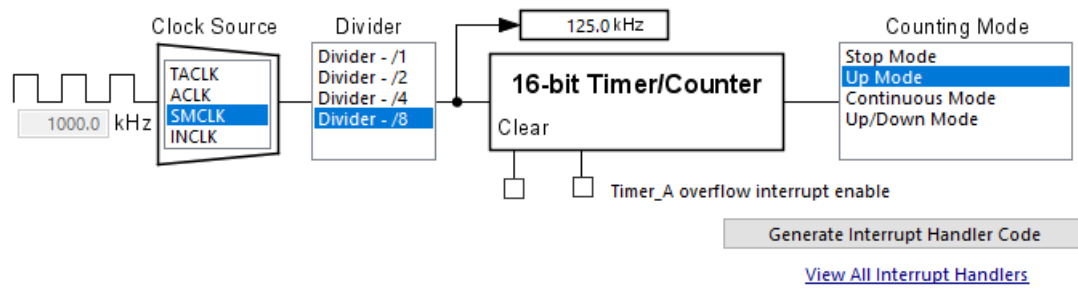 Clock Source
Divider
125.0 kHz
Counting Mode
TACLK
ACLK
SMCLK
INCLK
1000.0 kHz
Divider - /1
Divider - /2
Divider - /4
Divider - /8
16-bit Timer/Counter
Clear
Stop Mode
Up Mode
Continuous Mode
Up/Down Mode
Timer_A overflow interrupt enable
Generate Interrupt Handler Code
View All Interrupt Handlers